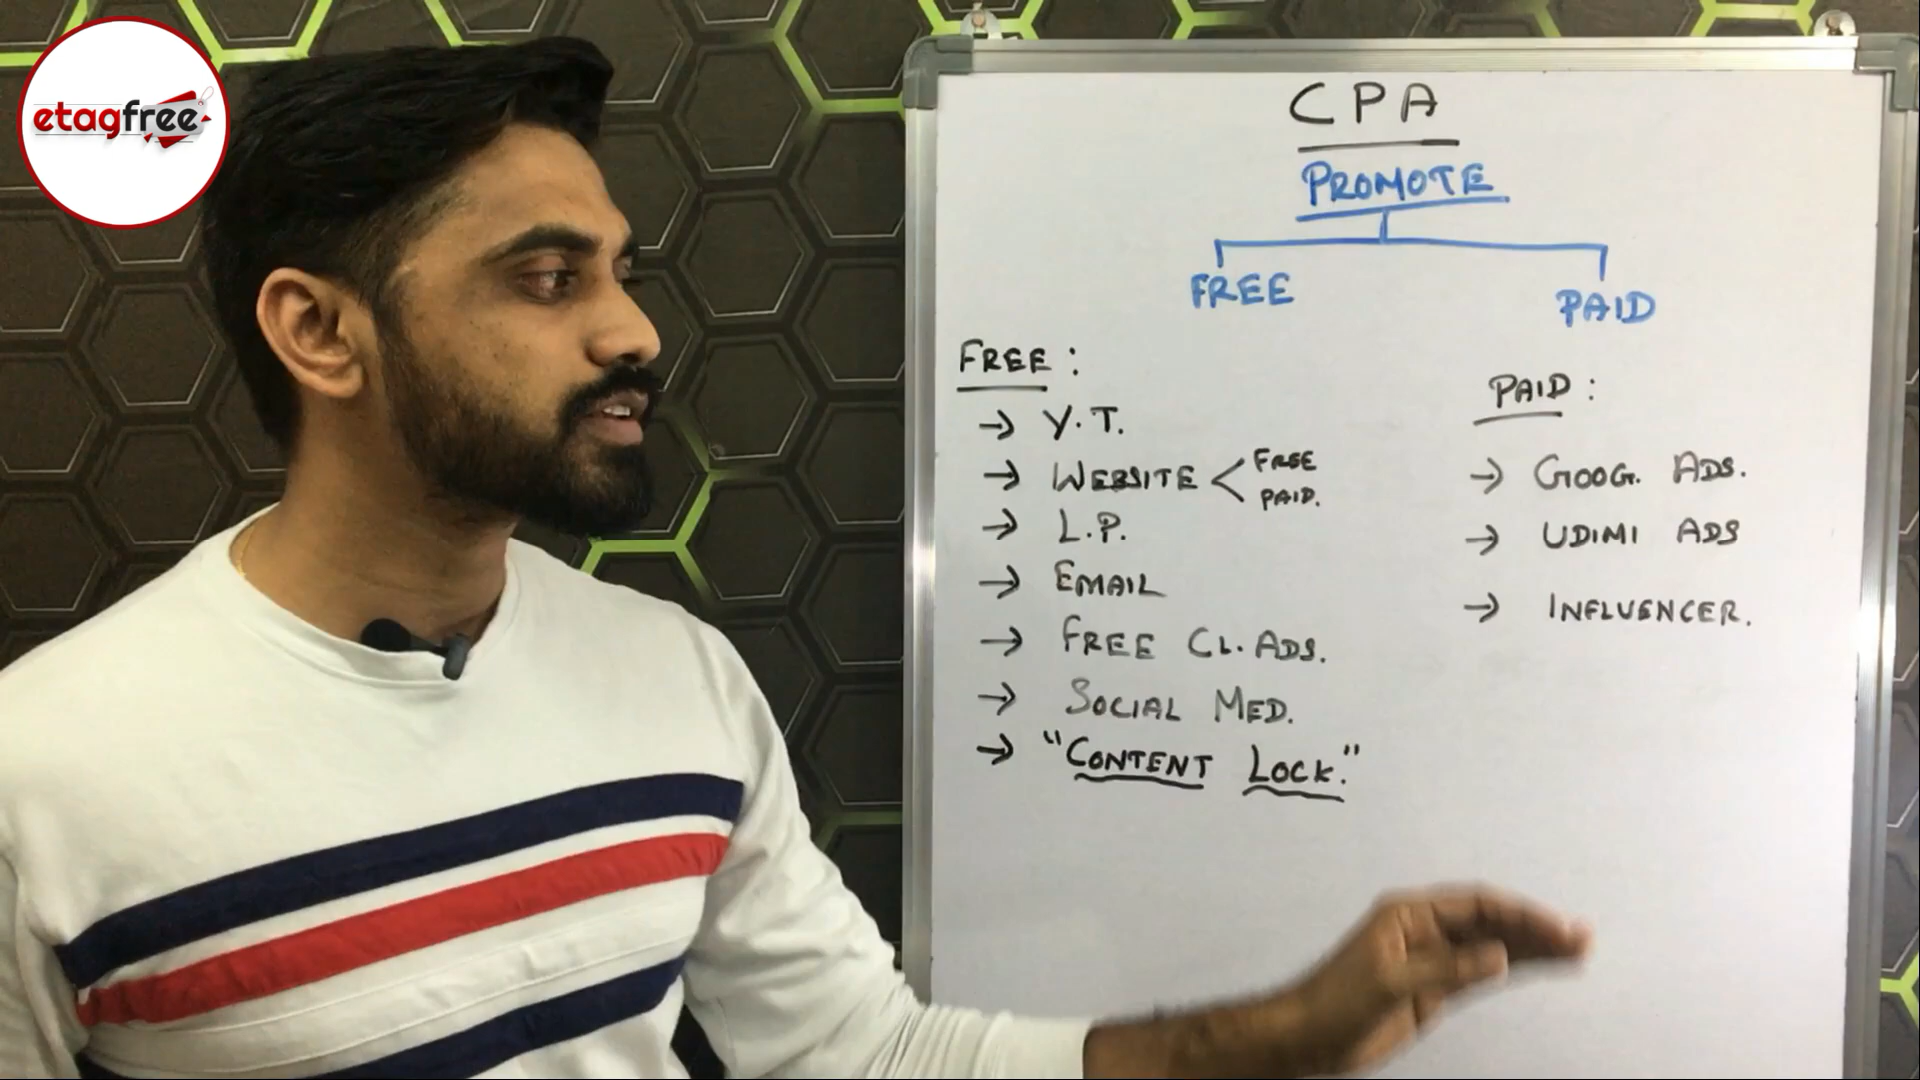 etagfree
CPA
PROMOTE
FREE
PAID
FREE :
→ Y.T.
→ WEBSITE < FREE
PAID.
→ L.P.
→ EMAIL
→ FREE CL. ADS.
→ SOCIAL MED.
→ "CONTENT LOCK."
PAID :
→ GOOG. ADS.
→ UDIMI ADS
→ INFLUENCER.